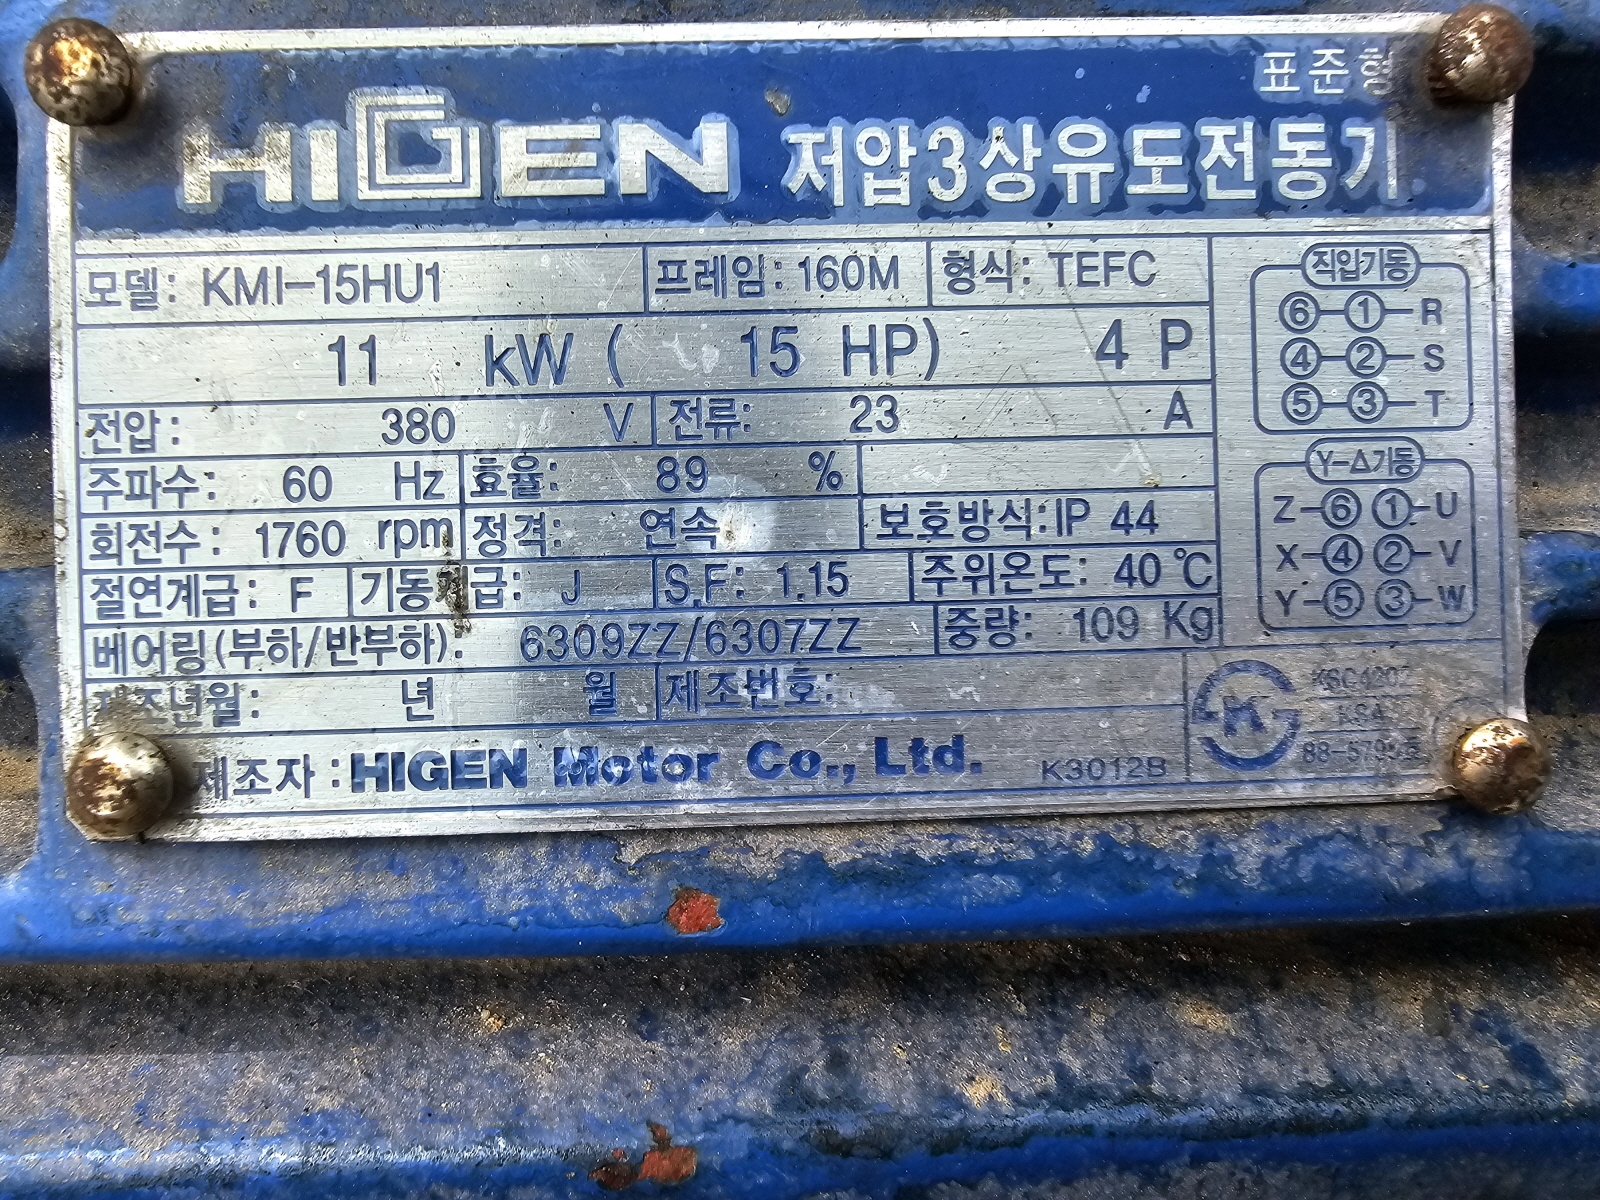 표준형
HIGEN 저압3상유도전동기
모델: KMI-15HU1 프레임: 160M 형식: TEFC
11 kW ( 15 HP) 4 P
전압: 380 V 전류: 23 A
주파수: 60 Hz 효율: 89 %
회전수: 1760 rpm 정격: 연속 보호방식: IP 44
절연계급: F 기동계급: J S.F: 1.15 주위온도: 40 ℃
베어링(부하/반부하): 6309ZZ/6307ZZ 중량: 109 Kg
제조년월: 년 월 제조번호:
제조자: HIGEN Motor Co., Ltd. K3012B
직입기동
⑥-①-R
④-②-S
⑤-③-T
Y-Δ기동
Z-⑥ ①-U
X-④ ②-V
Y-⑤ ③-W
KSC4202
KSA